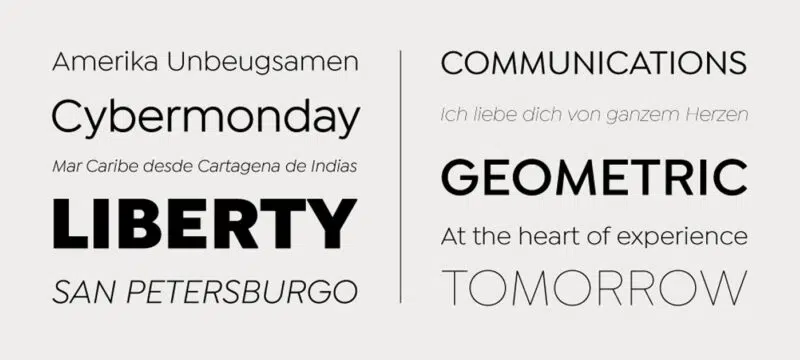 Amerika Unbeugsamen
Cybermonday
Mar Caribe desde Cartagena de Indias
LIBERTY
SAN PETERSBURGO
COMMUNICATIONS
Ich liebe dich von ganzem Herzen
GEOMETRIC
At the heart of experience
TOMORROW